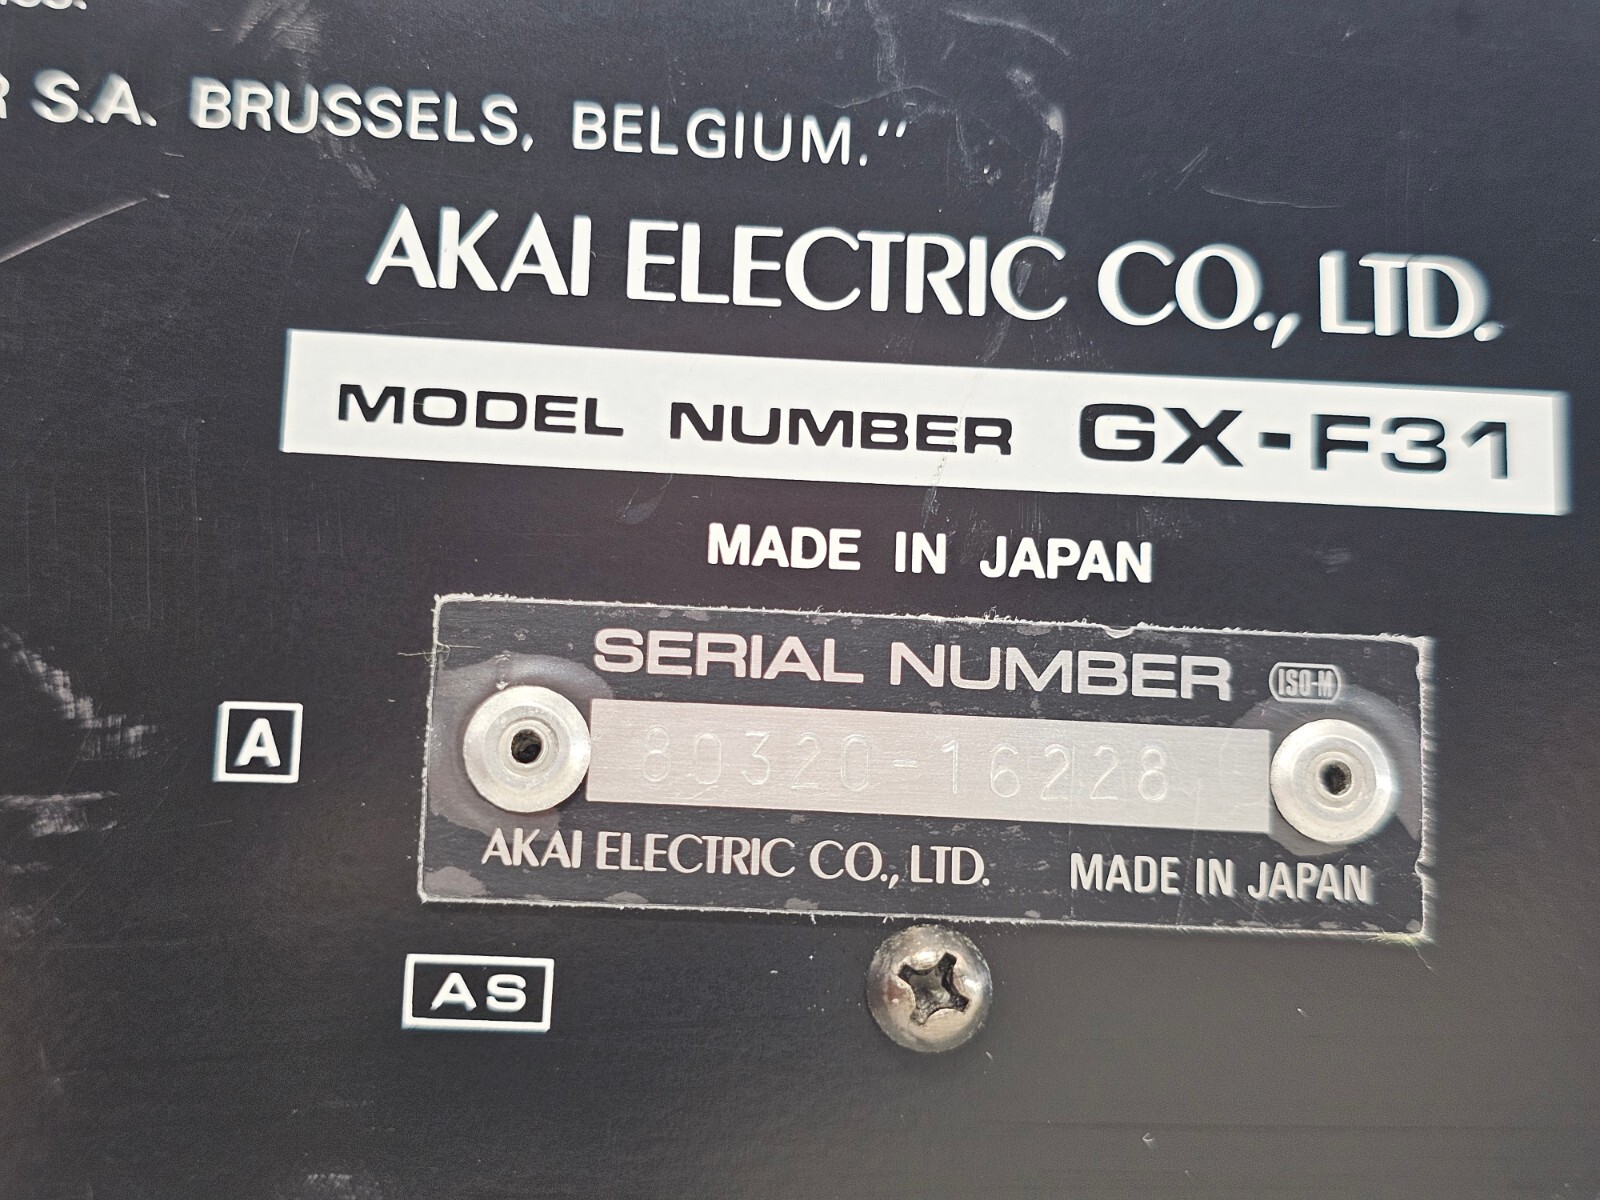 S.A. BRUSSELS, BELGIUM."
AKAI ELECTRIC CO., LTD.
MODEL NUMBER GX-F31
MADE IN JAPAN
SERIAL NUMBER ISO-M
A
80320-16228
AKAI ELECTRIC CO., LTD. MADE IN JAPAN
AS